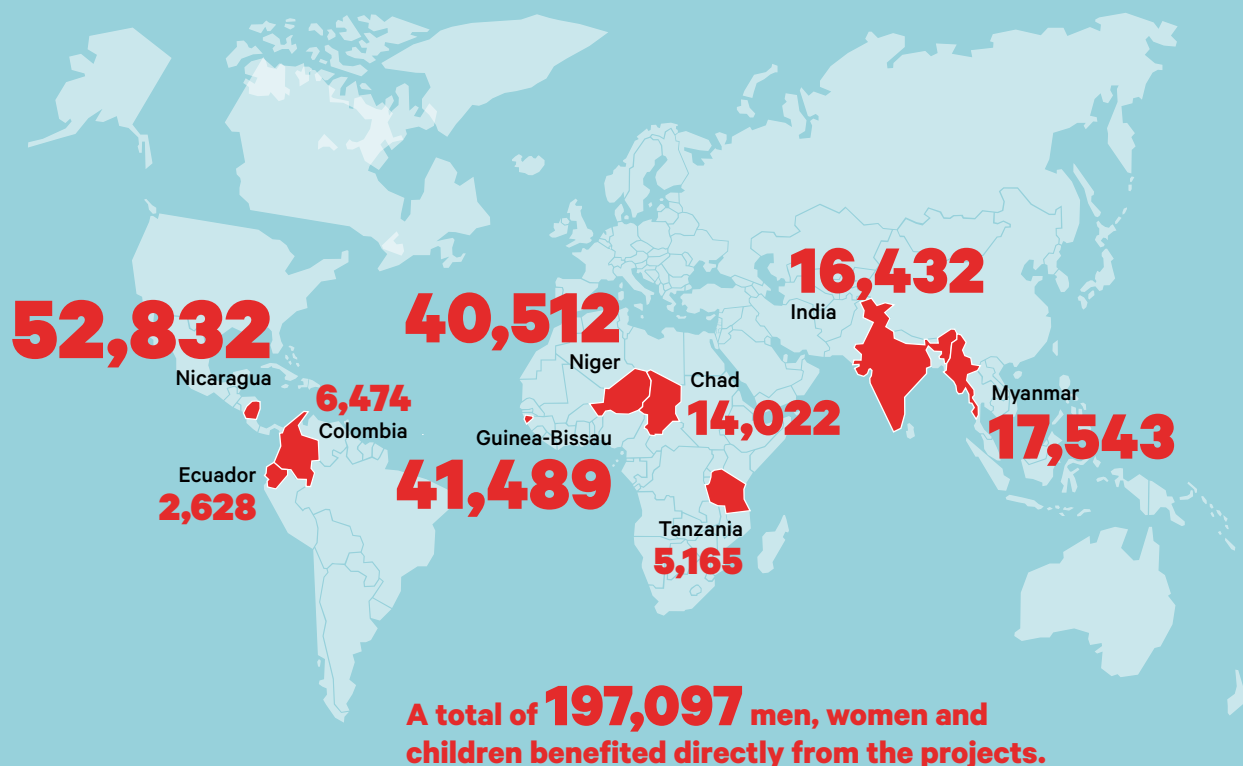 16,432
India
52,832
Nicaragua
40,512
Niger
Chad
14,022
6,474
Colombia
Myanmar
17,543
Guinea-Bissau
41,489
Ecuador
2,628
Tanzania
5,165
A total of 197,097 men, women and
children benefited directly from the projects.